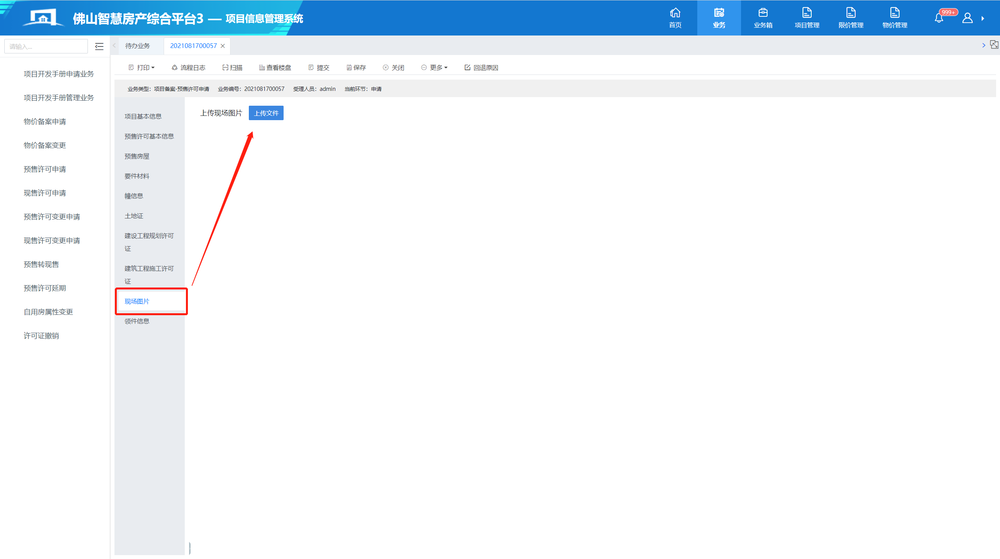 佛山智慧房产综合平台3 — 项目信息管理系统
首页
业务
业务箱
项目管理
限价管理
物价管理
999+
请输入...
待办业务
2021081700057
打印
流程日志
扫描
查看楼盘
提交
保存
关闭
更多
回退原因
业务类型：项目备案-预售许可申请 业务编号：2021081700057 受理人员：admin 当前环节：申请
项目开发手册申请业务
项目开发手册管理业务
物价备案申请
物价备案变更
预售许可申请
现售许可申请
预售许可变更申请
现售许可变更申请
预售转现售
预售许可延期
自用房属性变更
许可证撤销
项目基本信息
预售许可基本信息
预售房屋
要件材料
幢信息
土地证
建设工程规划许可
证
建筑工程施工许可
证
现场图片
领件信息
上传现场图片
上传文件